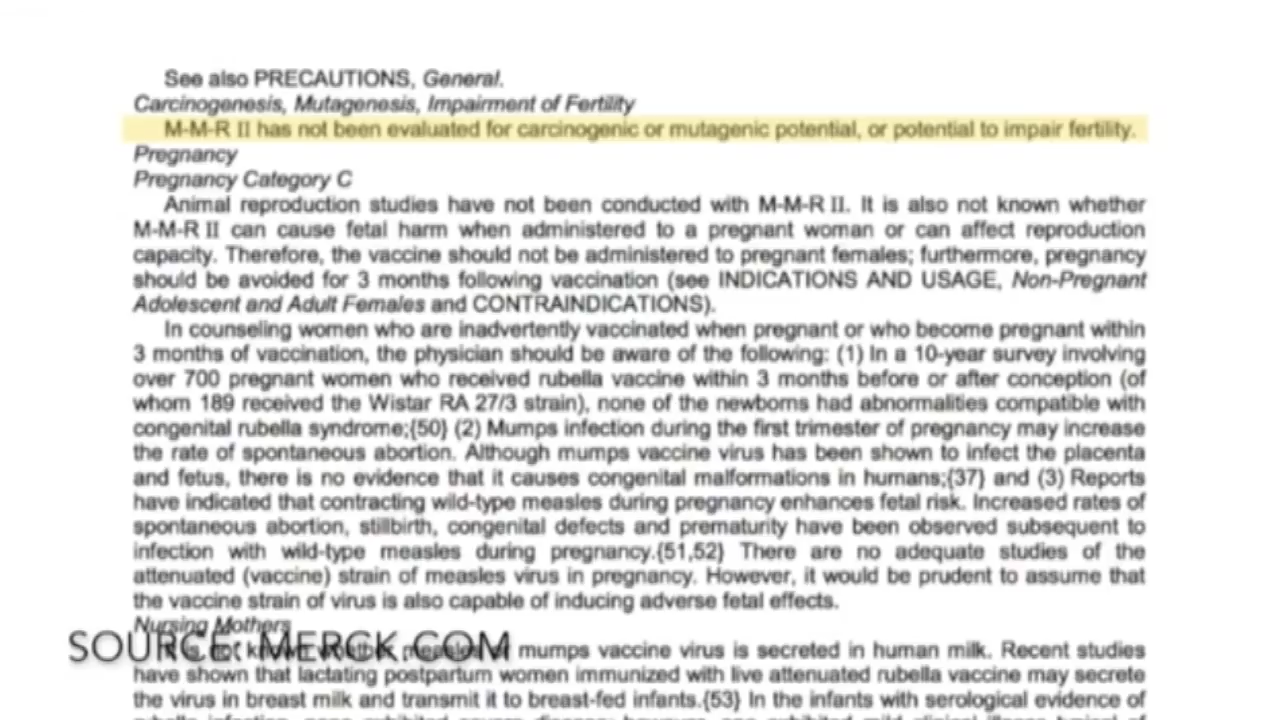 See also PRECAUTIONS, General.
Carcinogenesis, Mutagenesis, Impairment of Fertility
M-M-R II has not been evaluated for carcinogenic or mutagenic potential, or potential to impair fertility.
Pregnancy
Pregnancy Category C
Animal reproduction studies have not been conducted with M-M-R II. It is also not known whether
M-M-R II can cause fetal harm when administered to a pregnant woman or can affect reproduction
capacity. Therefore, the vaccine should not be administered to pregnant females; furthermore, pregnancy
should be avoided for 3 months following vaccination (see INDICATIONS AND USAGE, Non-Pregnant
Adolescent and Adult Females and CONTRAINDICATIONS).
In counseling women who are inadvertently vaccinated when pregnant or who become pregnant within
3 months of vaccination, the physician should be aware of the following: (1) In a 10-year survey involving
over 700 pregnant women who received rubella vaccine within 3 months before or after conception (of
whom 189 received the Wistar RA 27/3 strain), none of the newborns had abnormalities compatible with
congenital rubella syndrome;{50} (2) Mumps infection during the first trimester of pregnancy may increase
the rate of spontaneous abortion. Although mumps vaccine virus has been shown to infect the placenta
and fetus, there is no evidence that it causes congenital malformations in humans;{37} and (3) Reports
have indicated that contracting wild-type measles during pregnancy enhances fetal risk. Increased rates of
spontaneous abortion, stillbirth, congenital defects and prematurity have been observed subsequent to
infection with wild-type measles during pregnancy.{51,52} There are no adequate studies of the
attenuated (vaccine) strain of measles virus in pregnancy. However, it would be prudent to assume that
the vaccine strain of virus is also capable of inducing adverse fetal effects.
Nursing Mothers
SOURCE: MERCK.COM
mumps vaccine virus is secreted in human milk. Recent studies
have shown that lactating postpartum women immunized with live attenuated rubella vaccine may secrete
the virus in breast milk and transmit it to breast-fed infants.{53} In the infants with serological evidence of